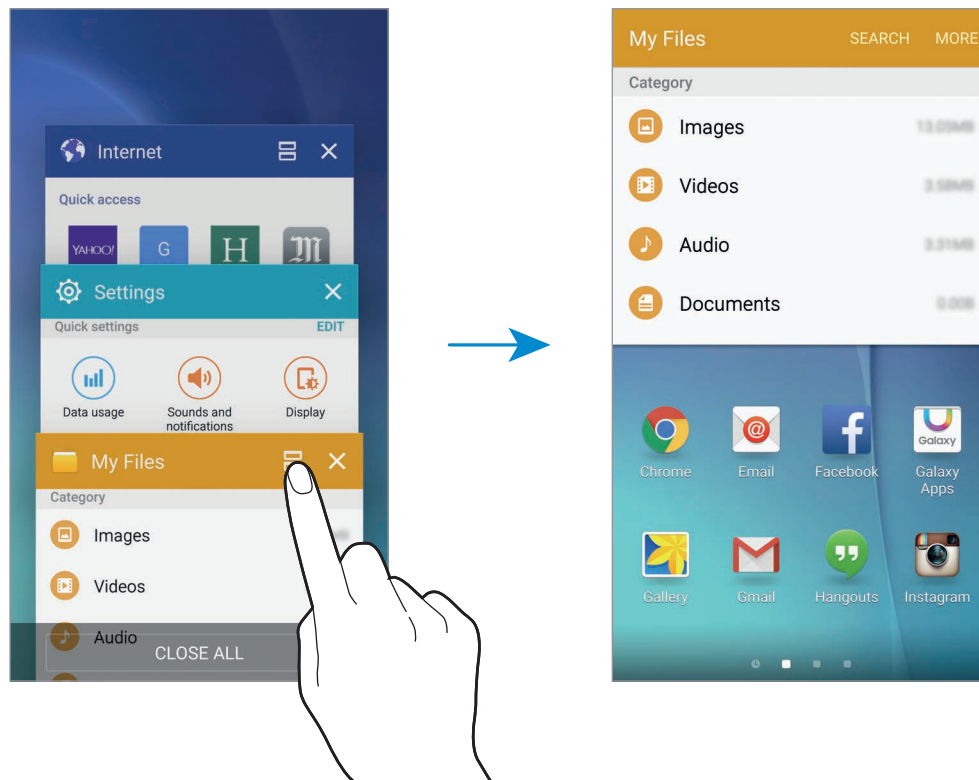 Internet
Quick access
YAHOO!
G
H
m
Settings
Quick settings
EDIT
Data usage
Sounds and
notifications
Display
My Files
Category
Images
Videos
Audio
CLOSE ALL
My Files
SEARCH MORE
Category
Images
Videos
Audio
Documents
Chrome
Email
Facebook
Galaxy
Galaxy
Apps
Gallery
Gmail
Hangouts
Instagram